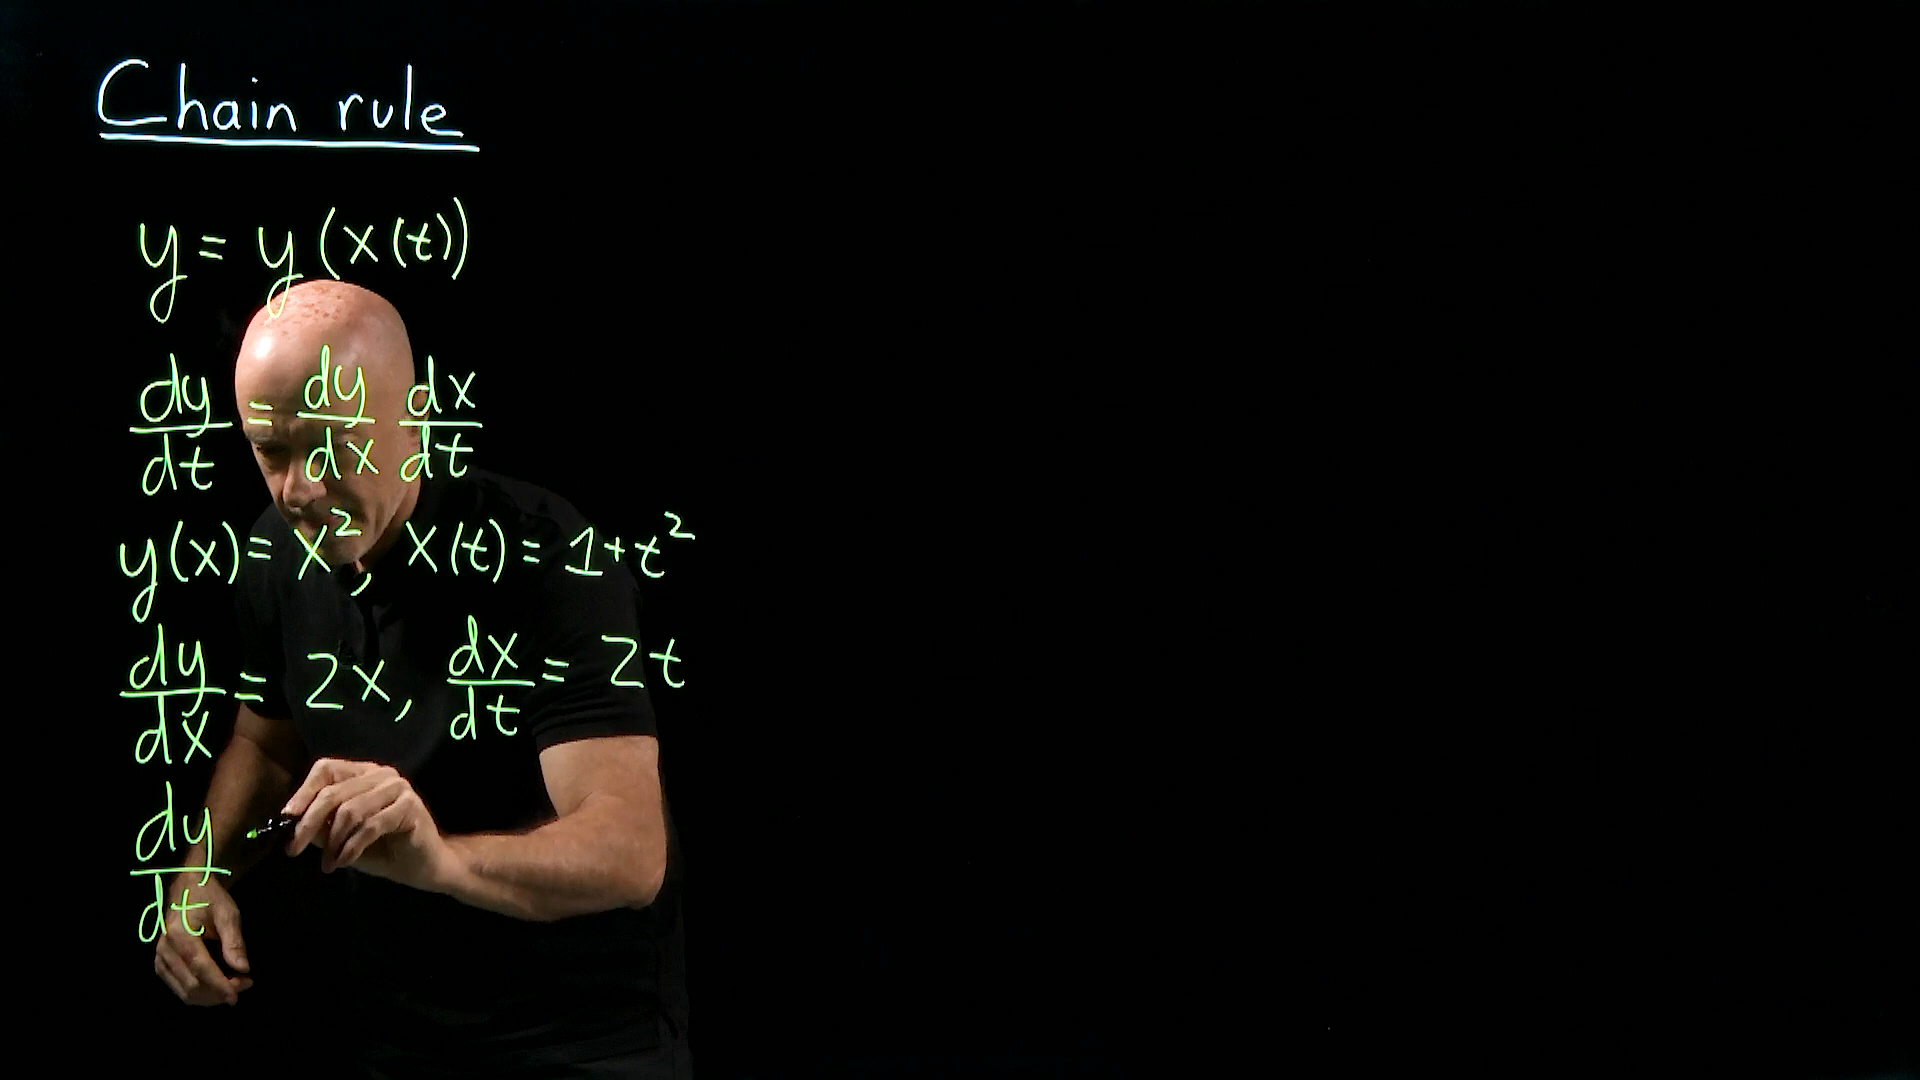 Chain rule
y = y(x(t))
dy/dt = dy/dx dx/dt
y(x) = x², x(t) = 1+t²
dy/dx = 2x, dx/dt = 2t
dy/dt